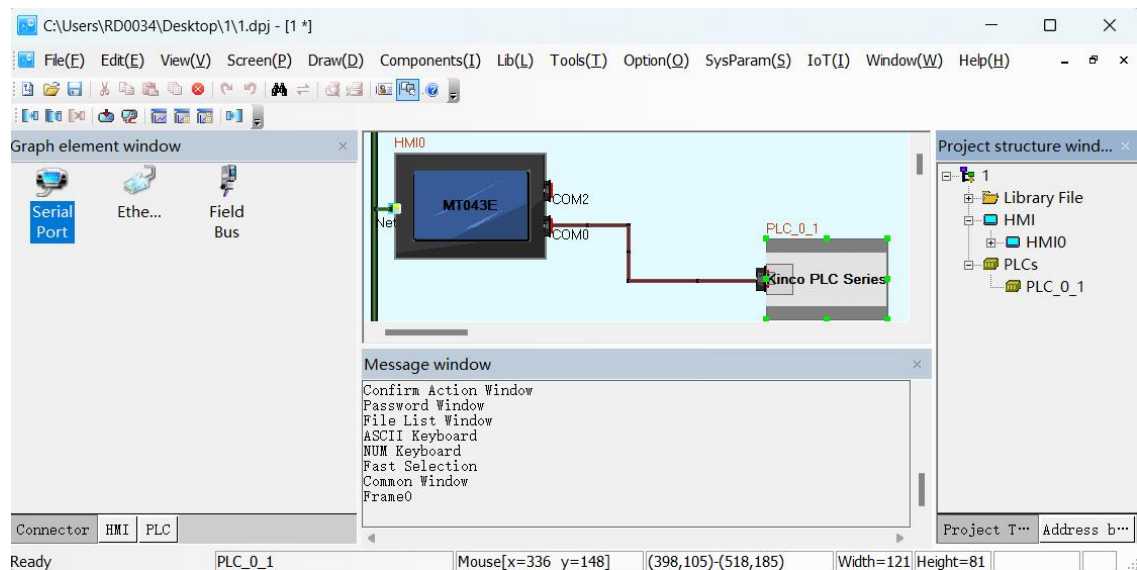 C:\Users\RD0034\Desktop\1\1.dpj - [1 *]
File(F) Edit(E) View(V) Screen(P) Draw(D) Components(I) Lib(L) Tools(T) Option(O) SysParam(S) IoT(I) Window(W) Help(H)
Graph element window
Serial Port
Ethe...
Field Bus
Connector HMI PLC
HMI0
MT043E
Net
COM2
COM0
PLC_0_1
Kinco PLC Series
Message window
Confirm Action Window
Password Window
File List Window
ASCII Keyboard
NUM Keyboard
Fast Selection
Common Window
Frame0
Project structure wind...
1
Library File
HMI
HMI0
PLCs
PLC_0_1
Project T… Address b…
Ready PLC_0_1 Mouse[x=336 y=148] (398,105)-(518,185) Width=121 Height=81